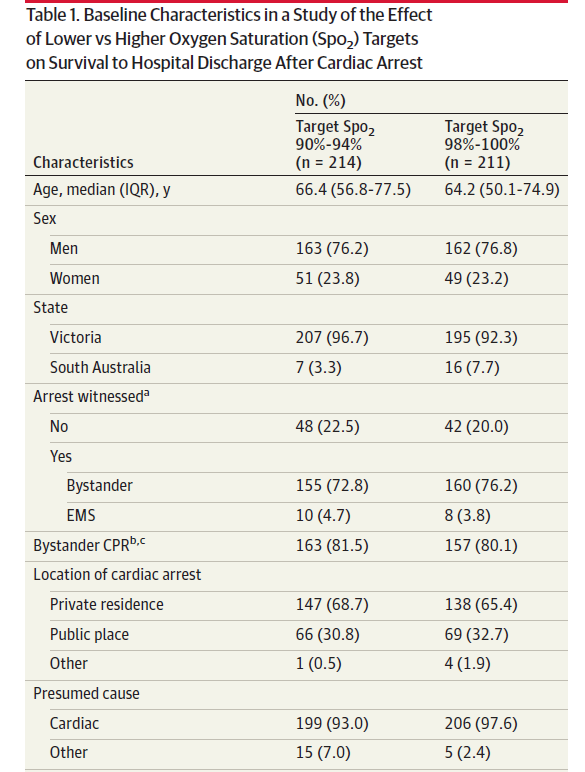 Table 1. Baseline Characteristics in a Study of the Effect
of Lower vs Higher Oxygen Saturation (Spo₂) Targets
on Survival to Hospital Discharge After Cardiac Arrest
No. (%)
Characteristics Target Spo₂ 90%-94% (n = 214) Target Spo₂ 98%-100% (n = 211)
Age, median (IQR), y 66.4 (56.8-77.5) 64.2 (50.1-74.9)
Sex
Men 163 (76.2) 162 (76.8)
Women 51 (23.8) 49 (23.2)
State
Victoria 207 (96.7) 195 (92.3)
South Australia 7 (3.3) 16 (7.7)
Arrest witnessedᵃ
No 48 (22.5) 42 (20.0)
Yes
Bystander 155 (72.8) 160 (76.2)
EMS 10 (4.7) 8 (3.8)
Bystander CPRᵇ,ᶜ 163 (81.5) 157 (80.1)
Location of cardiac arrest
Private residence 147 (68.7) 138 (65.4)
Public place 66 (30.8) 69 (32.7)
Other 1 (0.5) 4 (1.9)
Presumed cause
Cardiac 199 (93.0) 206 (97.6)
Other 15 (7.0) 5 (2.4)